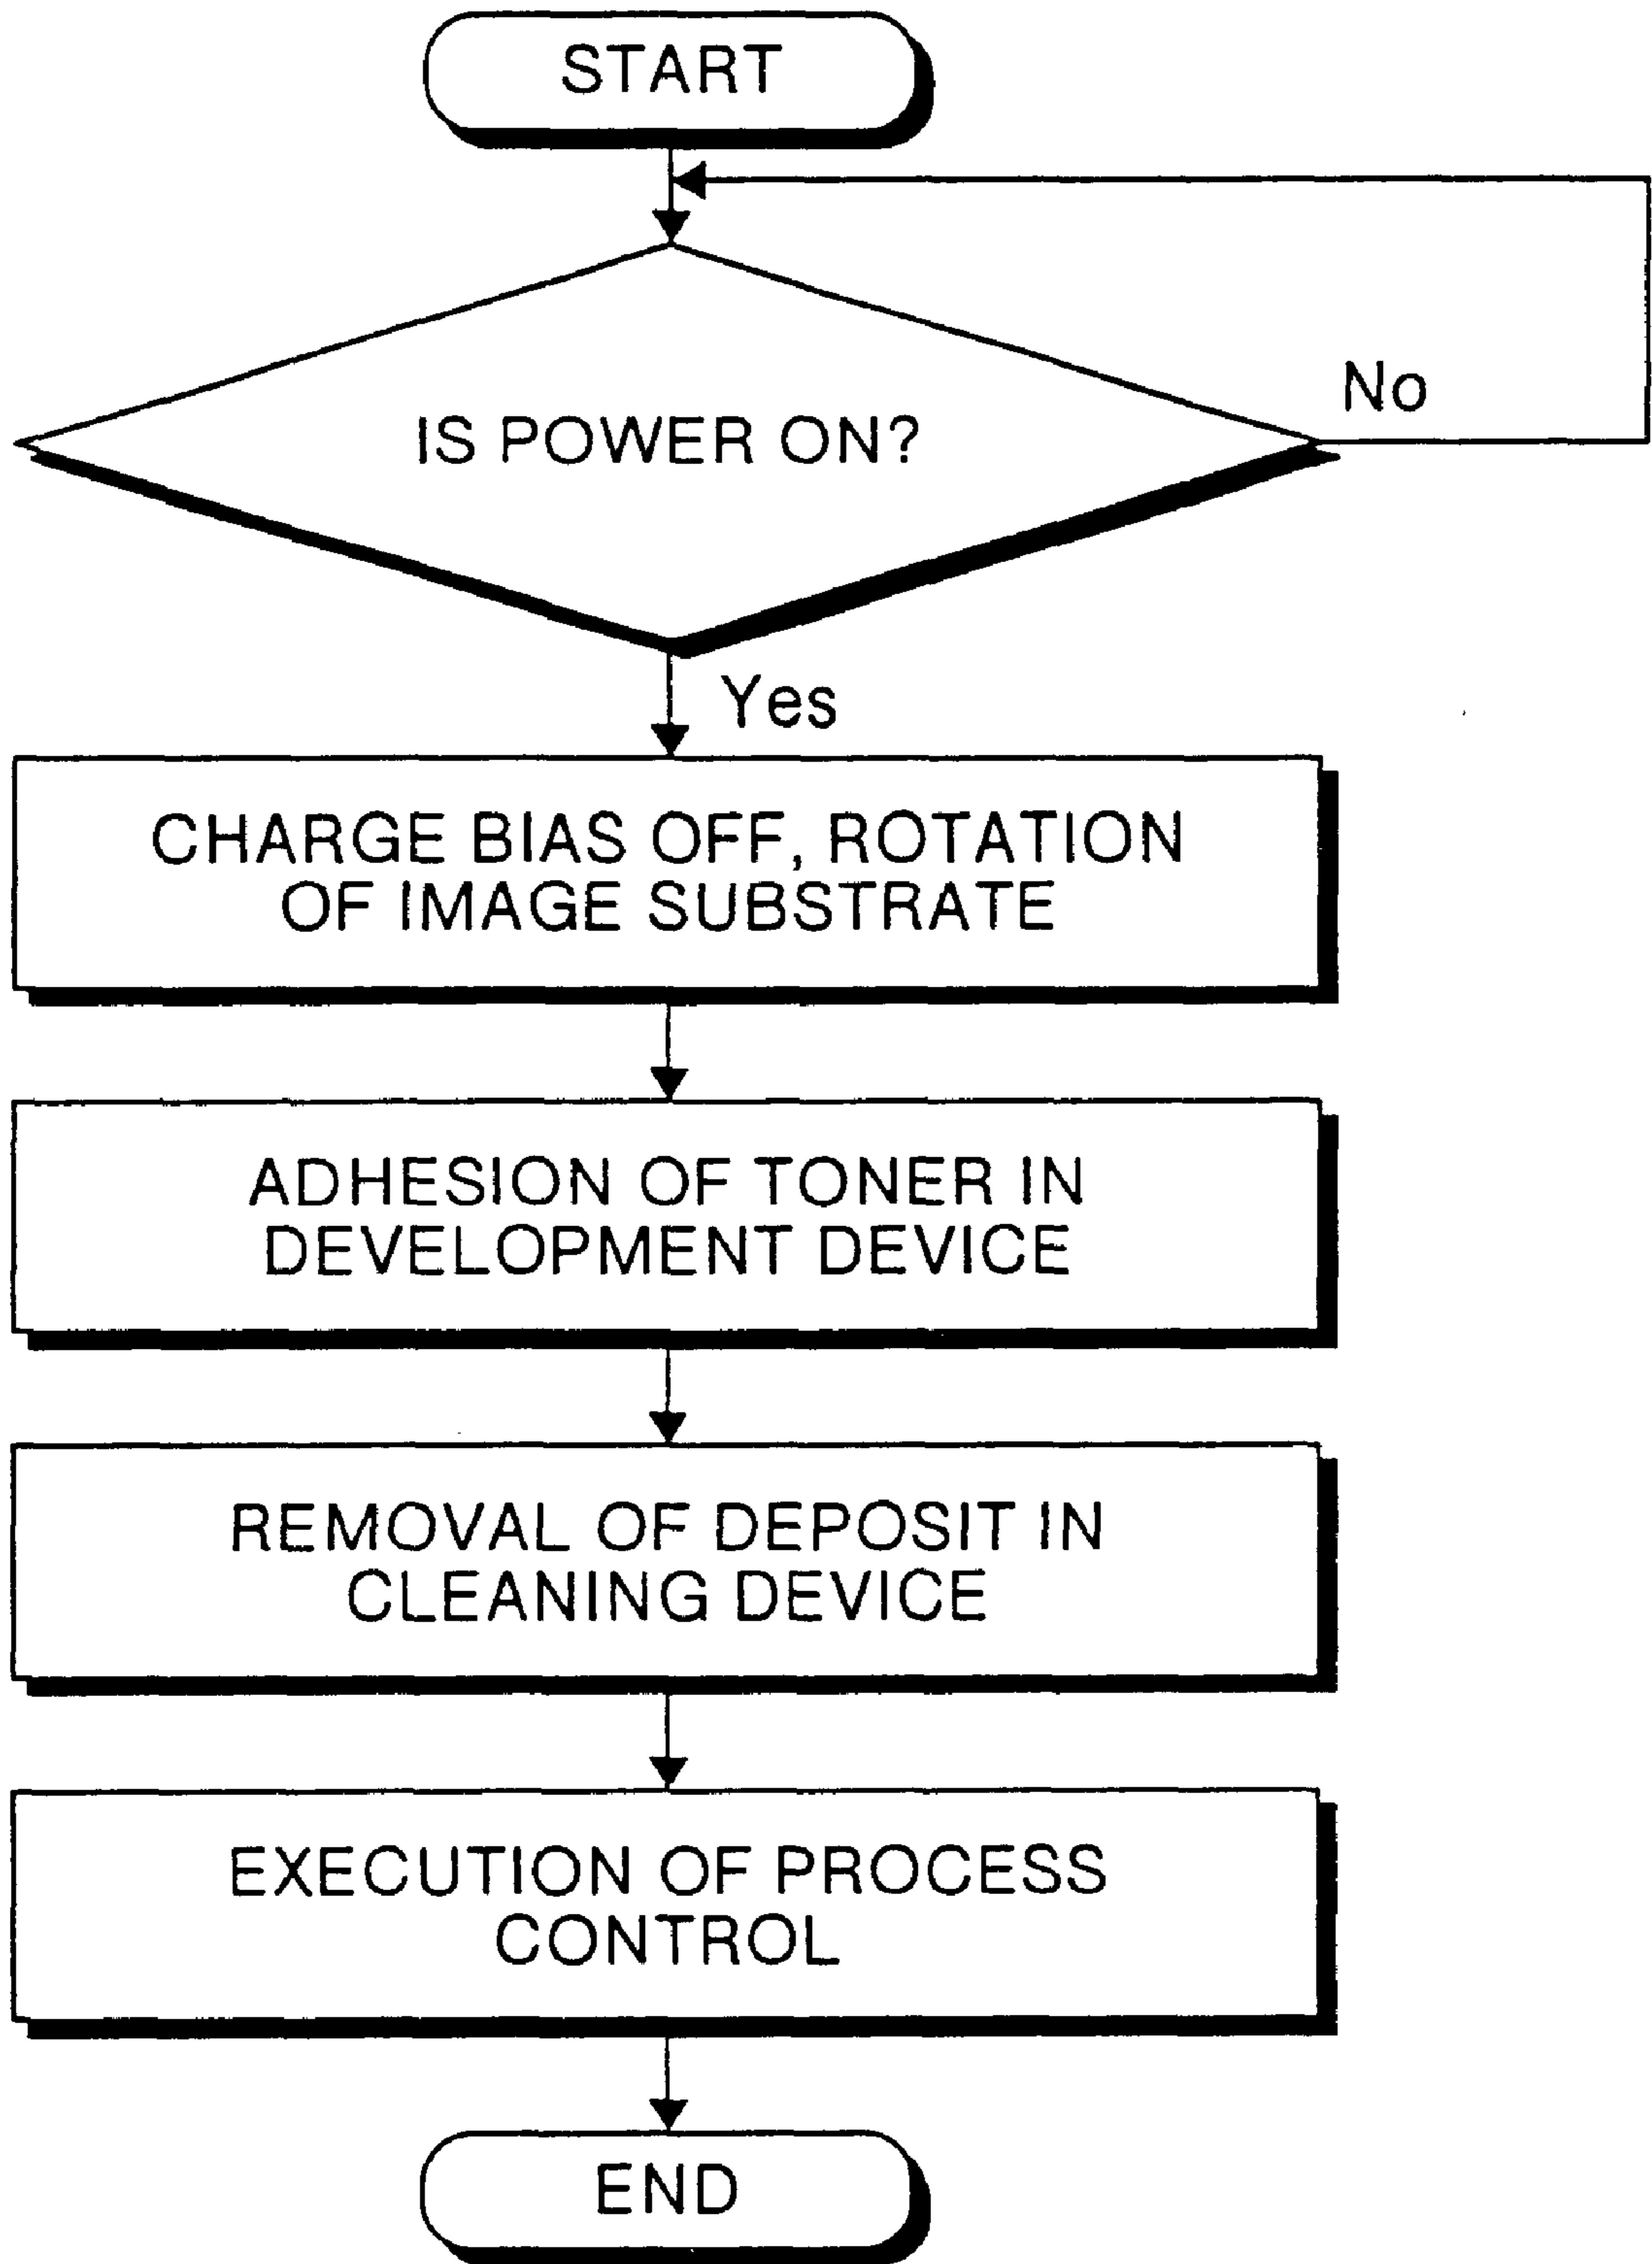 START
IS POWER ON?
No
Yes
CHARGE BIAS OFF, ROTATION
OF IMAGE SUBSTRATE
ADHESION OF TONER IN
DEVELOPMENT DEVICE
REMOVAL OF DEPOSIT IN
CLEANING DEVICE
EXECUTION OF PROCESS
CONTROL
END